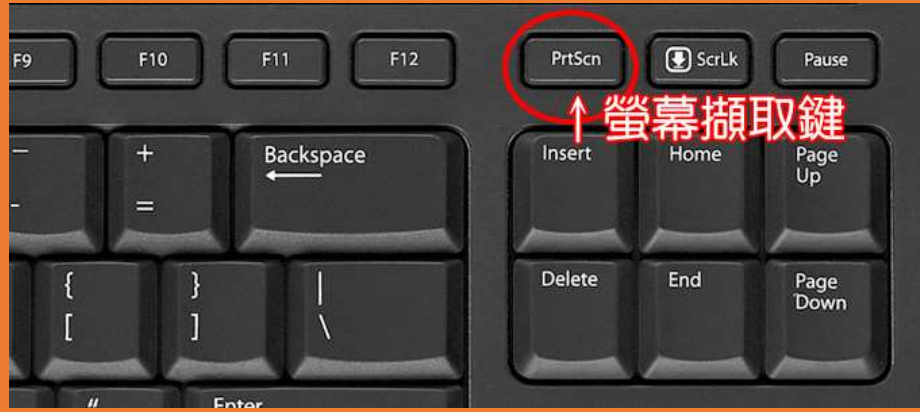 F9 F10 F11 F12 PrtScn ScrLk Pause
↑螢幕擷取鍵
+ Backspace Insert Home Page
Up
- =
{ } | Delete End Page
Down
[ ] \
" Enter